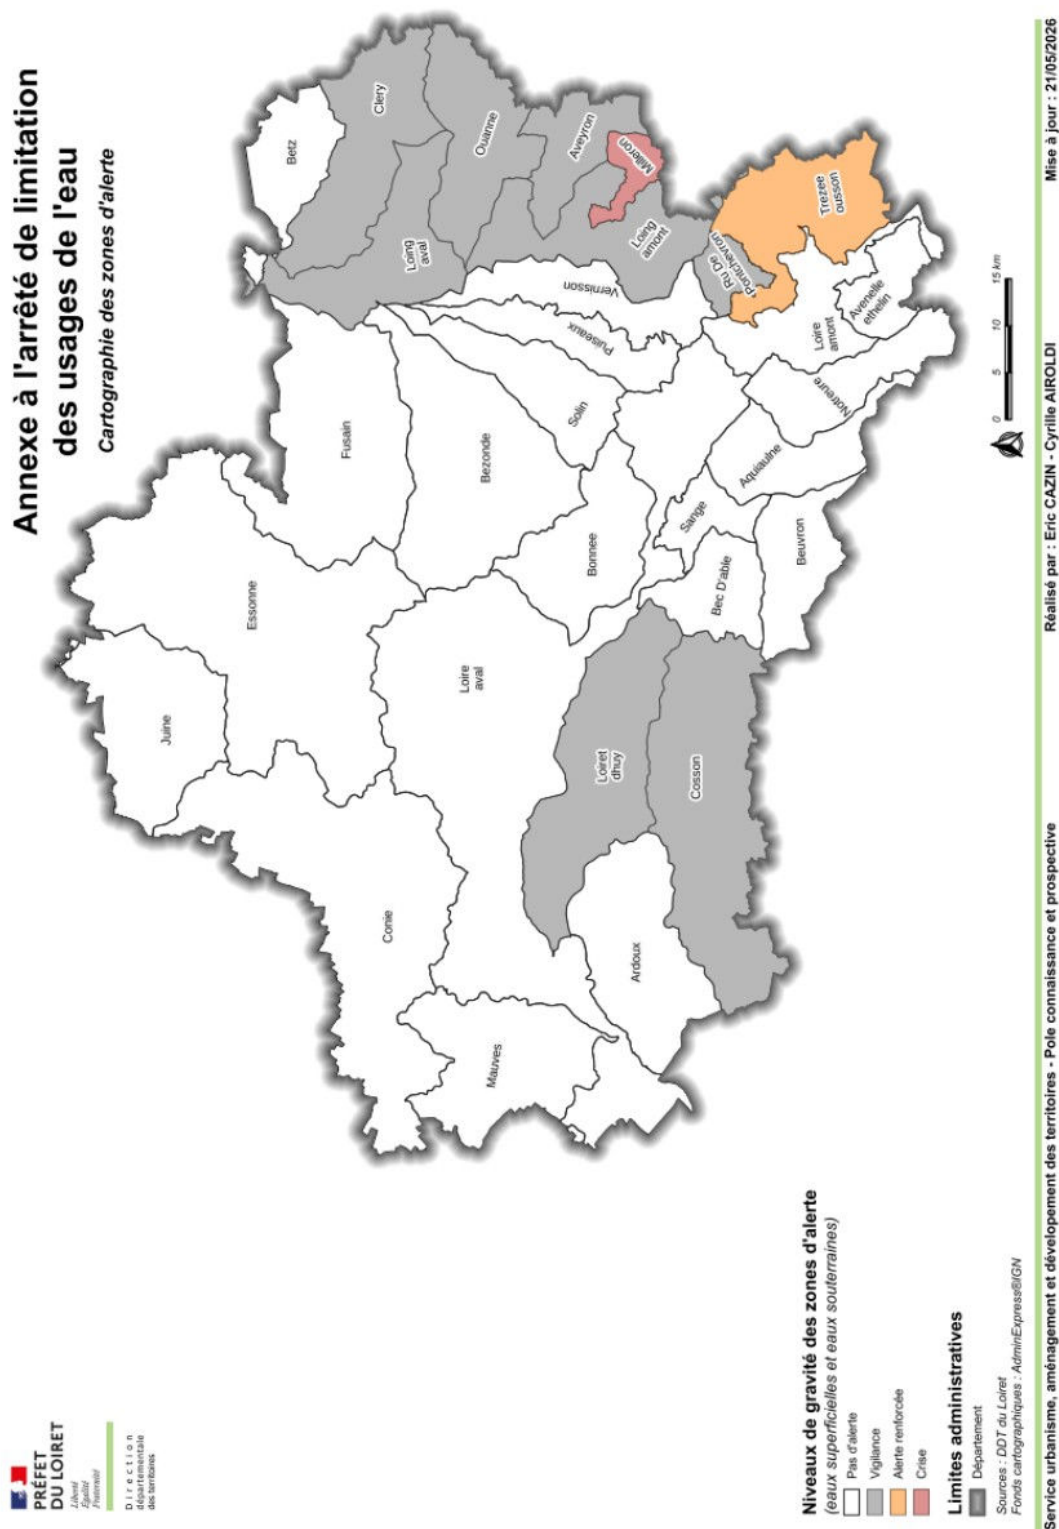 PRÉFET
DU LOIRET
Liberté
Égalité
Fraternité
Direction
départementale
des territoires
Annexe à l'arrêté de limitation
des usages de l'eau
Cartographie des zones d'alerte
Juine
Essonne
Conie
Fusain
Betz
Clery
Loing
aval
Ouanne
Aveyron
Milleron
Loing
amont
Vernisson
Puiseaux
Solin
Bezonde
Bonnee
Loire
aval
Mauves
Ardoux
Loiret
dhuy
Cosson
Bec D'able
Sange
Beuvron
Aquiaulne
Notreure
Loire
amont
Avenelle
ethelin
Ru De
Pontchevron
Trezee
ousson
0 5 10 15 km
Niveaux de gravité des zones d'alerte
(eaux superficielles et eaux souterraines)
Pas d'alerte
Vigilance
Alerte renforcée
Crise
Limites administratives
Département
Sources : DDT du Loiret
Fonds cartographiques : AdminExpress®IGN
Service urbanisme, aménagement et dévelopement des territoires - Pole connaissance et prospective
Réalisé par : Eric CAZIN - Cyrille AIROLDI
Mise à jour : 21/05/2026